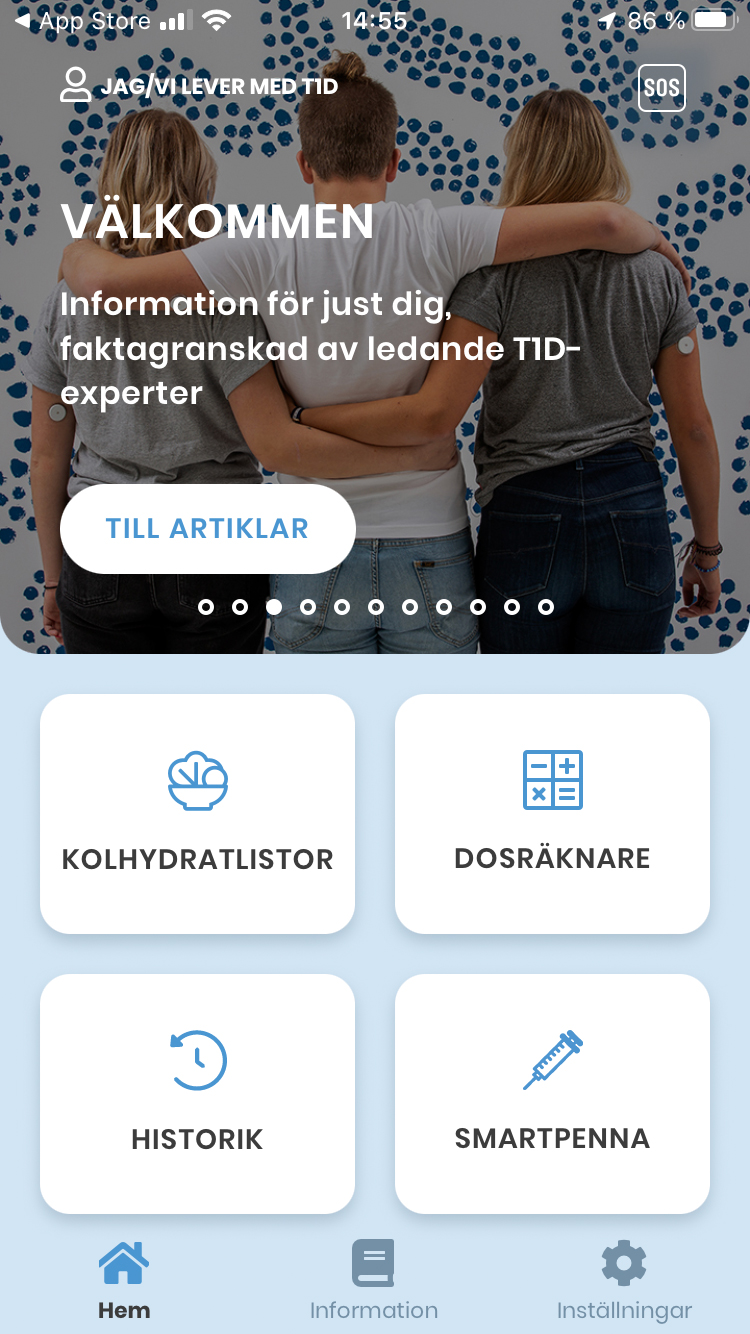 App Store
14:55
86 %
JAG/VI LEVER MED T1D
SOS
VÄLKOMMEN
Information för just dig,
faktagranskad av ledande T1D-
experter
TILL ARTIKLAR
KOLHYDRATLISTOR
DOSRÄKNARE
HISTORIK
SMARTPENNA
Hem
Information
Inställningar